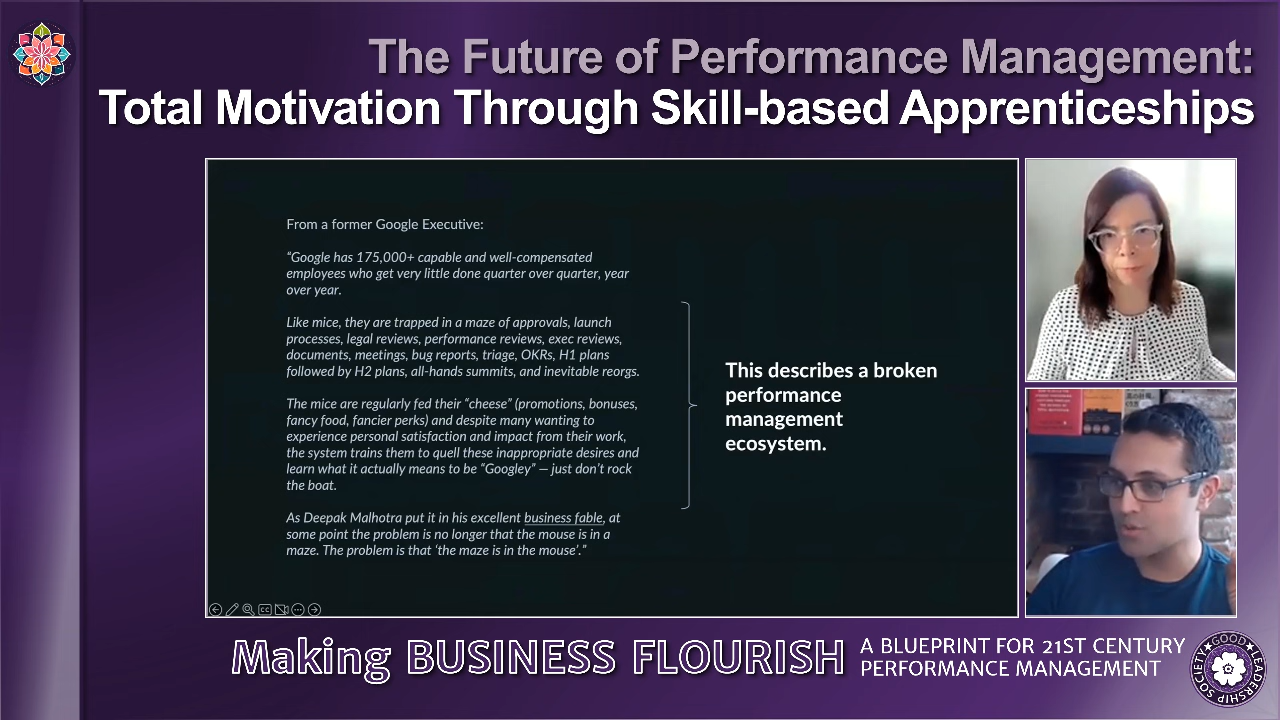 The Future of Performance Management:
Total Motivation Through Skill-based Apprenticeships
From a former Google Executive:
“Google has 175,000+ capable and well-compensated
employees who get very little done quarter over quarter, year
over year.
Like mice, they are trapped in a maze of approvals, launch
processes, legal reviews, performance reviews, exec reviews,
documents, meetings, bug reports, triage, OKRs, H1 plans
followed by H2 plans, all-hands summits, and inevitable reorgs.
The mice are regularly fed their “cheese” (promotions, bonuses,
fancy food, fancier perks) and despite many wanting to
experience personal satisfaction and impact from their work,
the system trains them to quell these inappropriate desires and
learn what it actually means to be “Googley” — just don’t rock
the boat.
As Deepak Malhotra put it in his excellent business fable, at
some point the problem is no longer that the mouse is in a
maze. The problem is that ‘the maze is in the mouse’.”
This describes a broken
performance
management
ecosystem.
CC
Making BUSINESS FLOURISH
A BLUEPRINT FOR 21ST CENTURY
PERFORMANCE MANAGEMENT
GOOD LEADERSHIP SOCIETY